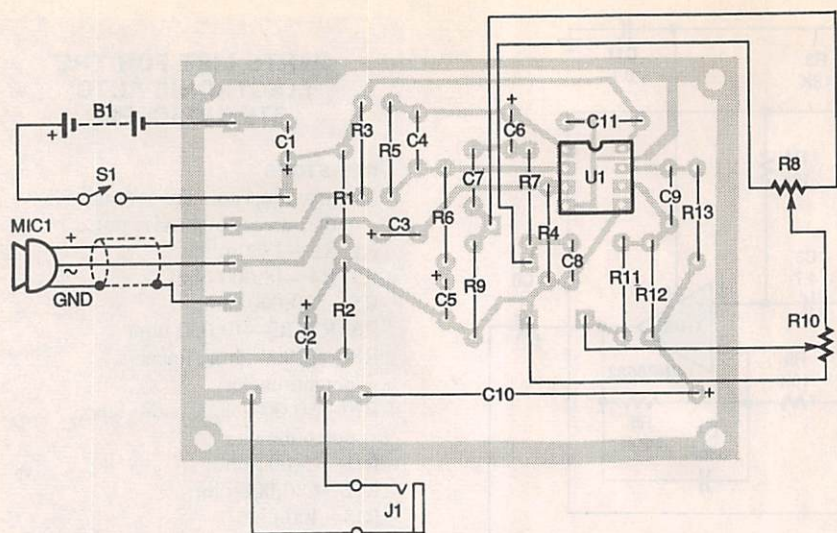 B1
+
S1
MIC1
+
~
GND
C1
+
R3
R5
C4
+
C6
C11
R1
C3
+
R6
C7
R7
R4
U1
C9
R13
R8
+
C2
R2
+
C5
R9
C8
R11
R12
R10
C10
+
J1